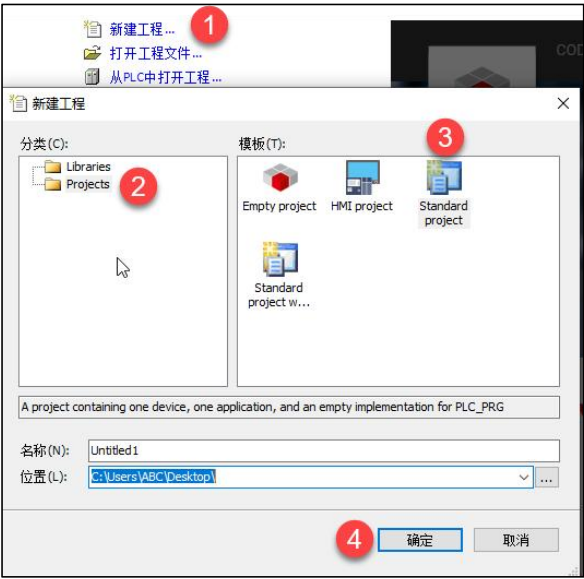 新建工程...
1
打开工程文件...
从PLC中打开工程...
COD
新建工程
分类(C):
模板(T):
3
Libraries
Projects
2
Empty project
HMI project
Standard
project
Standard
project w...
A project containing one device, one application, and an empty implementation for PLC_PRG
名称(N):
Untitled1
位置(L):
C:\Users\ABC\Desktop\
...
4
确定
取消